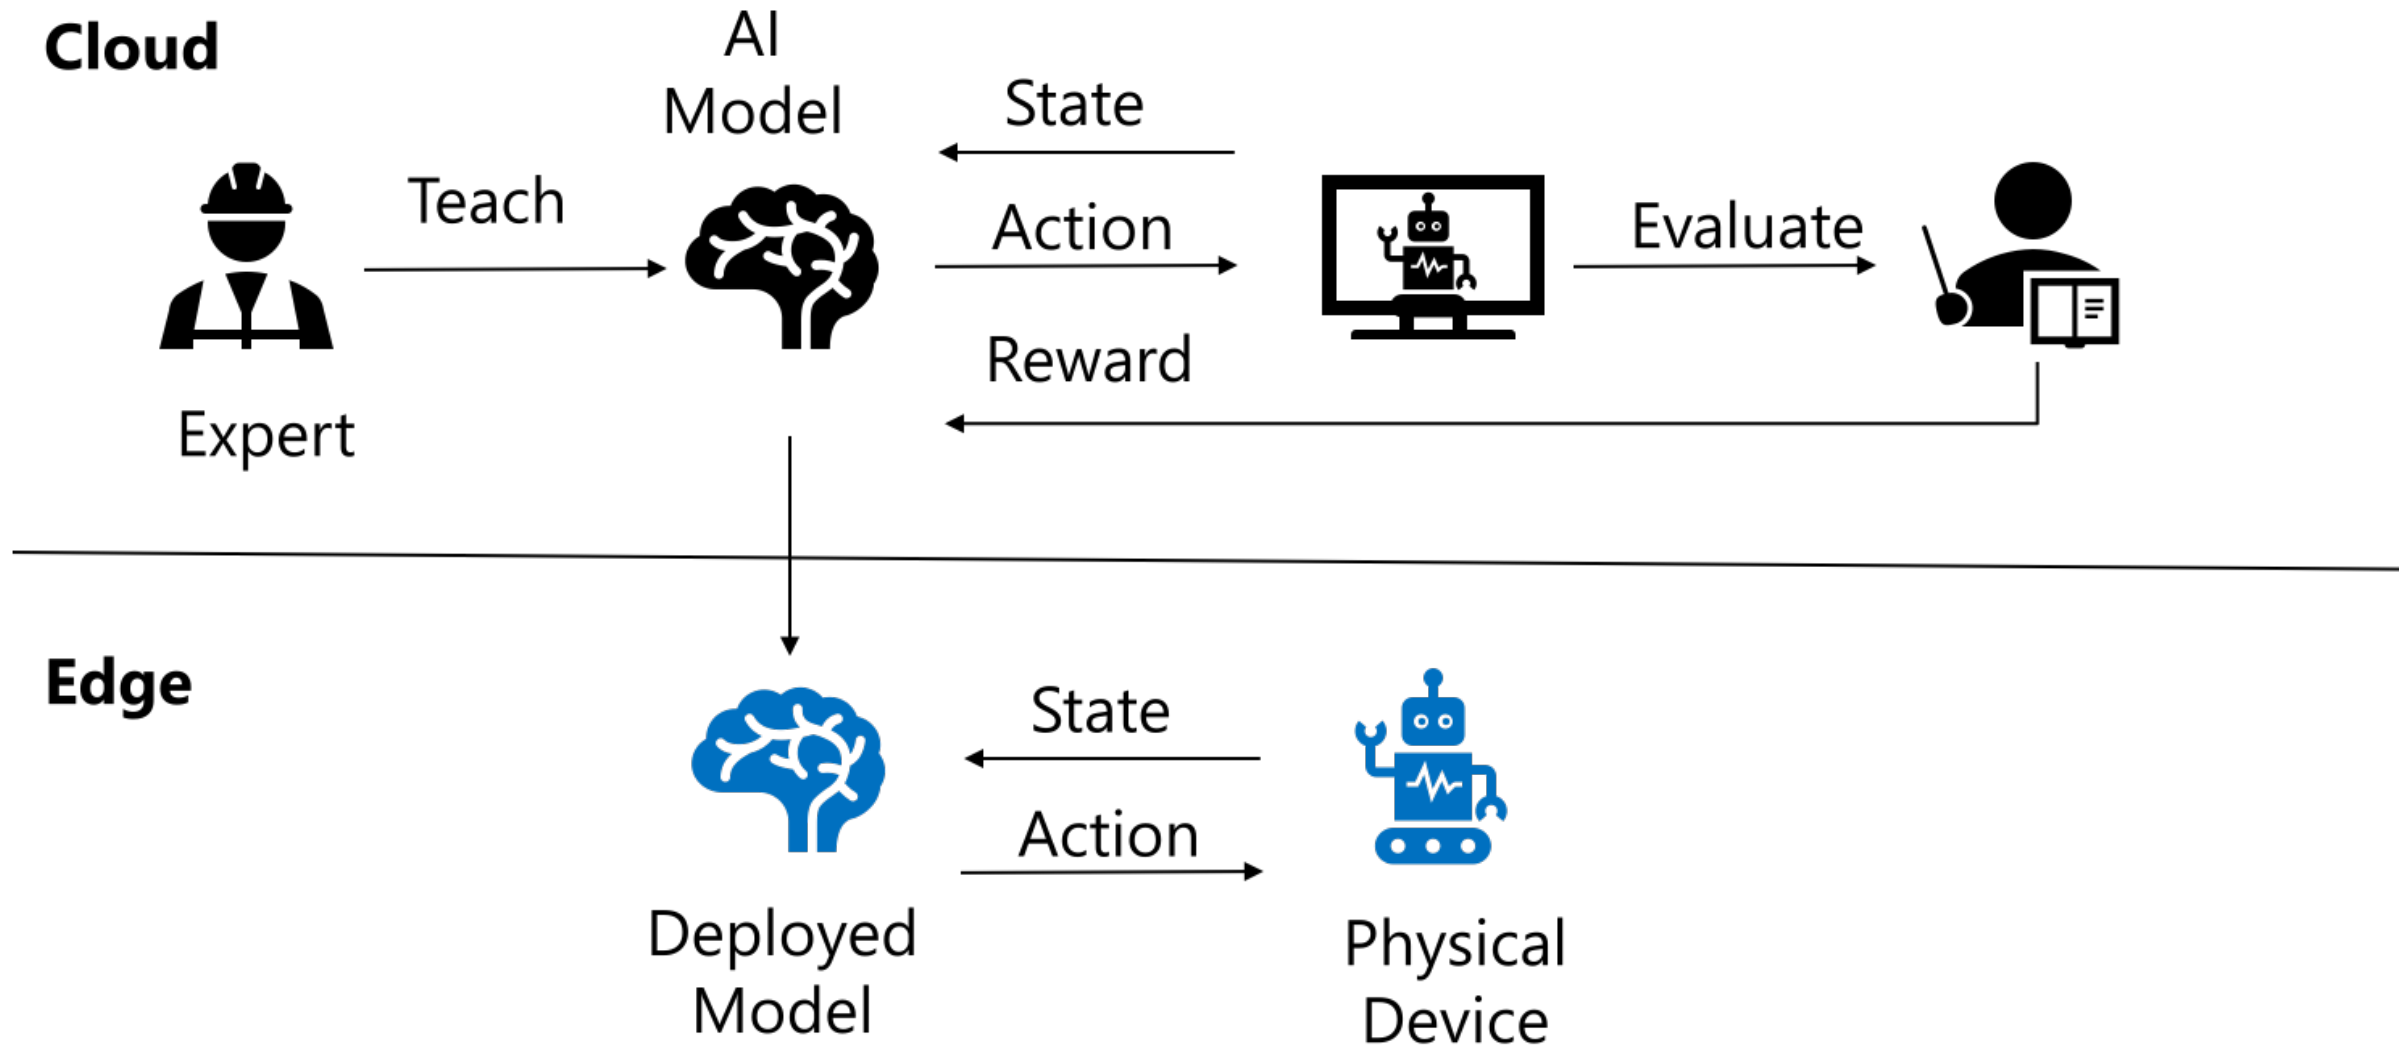 Cloud
AI
Model
State
Teach
Action
Evaluate
Reward
Expert
Edge
State
Action
Deployed
Model
Physical
Device